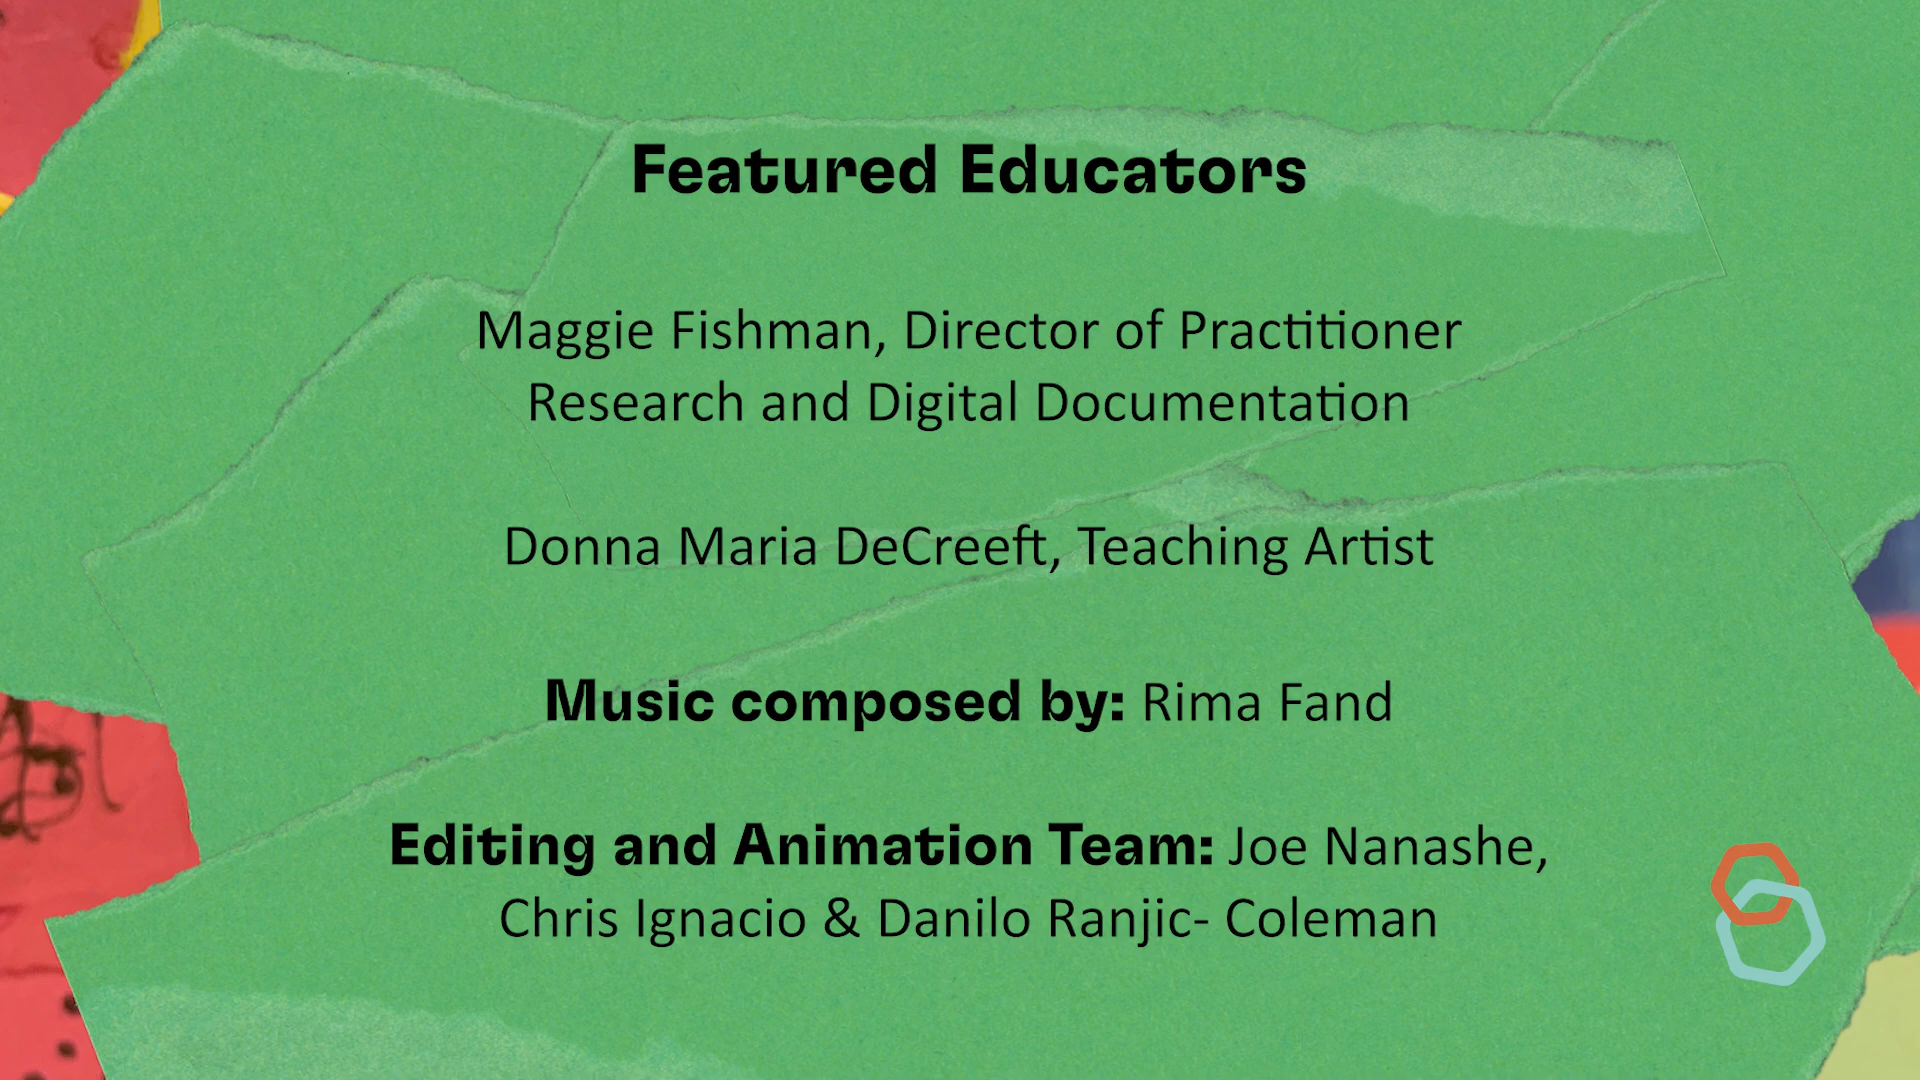 Featured Educators
Maggie Fishman, Director of Practitioner
Research and Digital Documentation
Donna Maria DeCreeft, Teaching Artist
Music composed by: Rima Fand
Editing and Animation Team: Joe Nanashe,
Chris Ignacio & Danilo Ranjic- Coleman